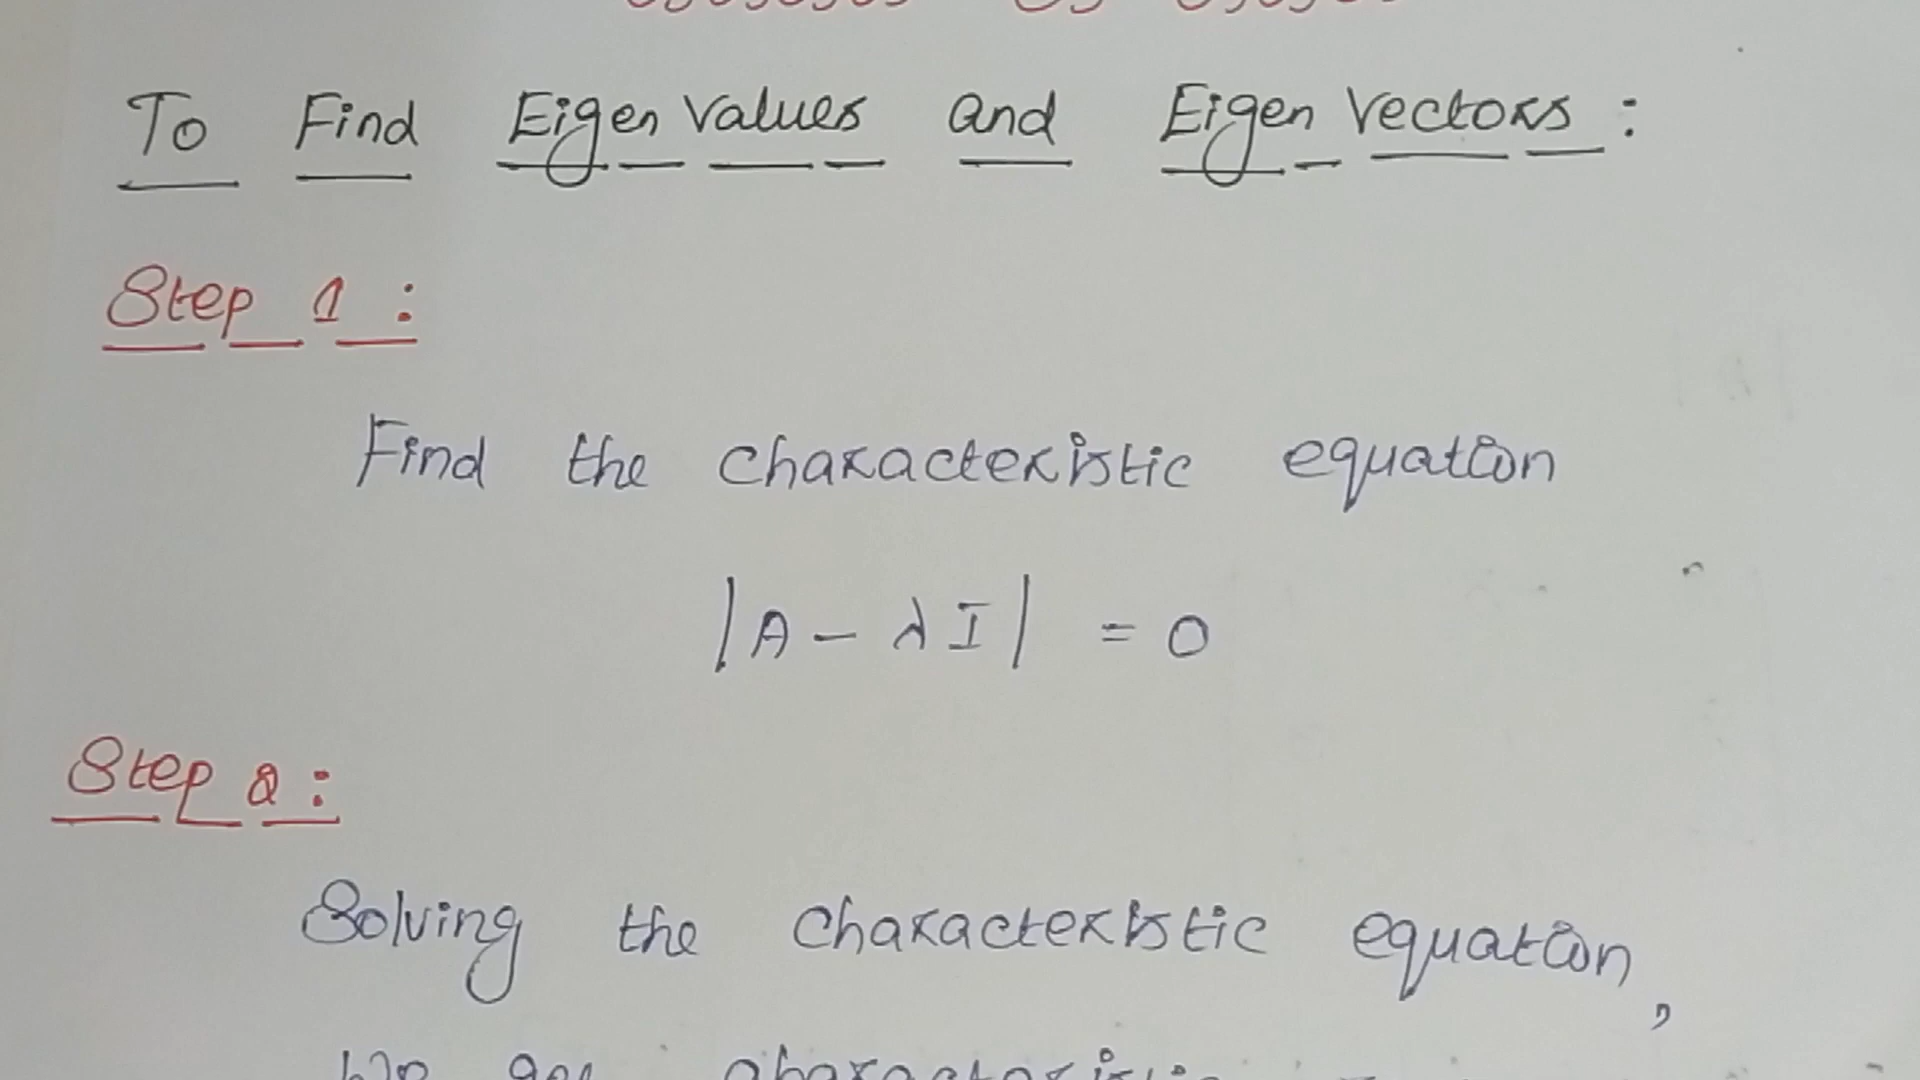 To Find Eigen values and Eigen vectors :
Step 1 :
Find the characteristic equation
|A - λI| = 0
Step 2 :
Solving the characteristic equation,